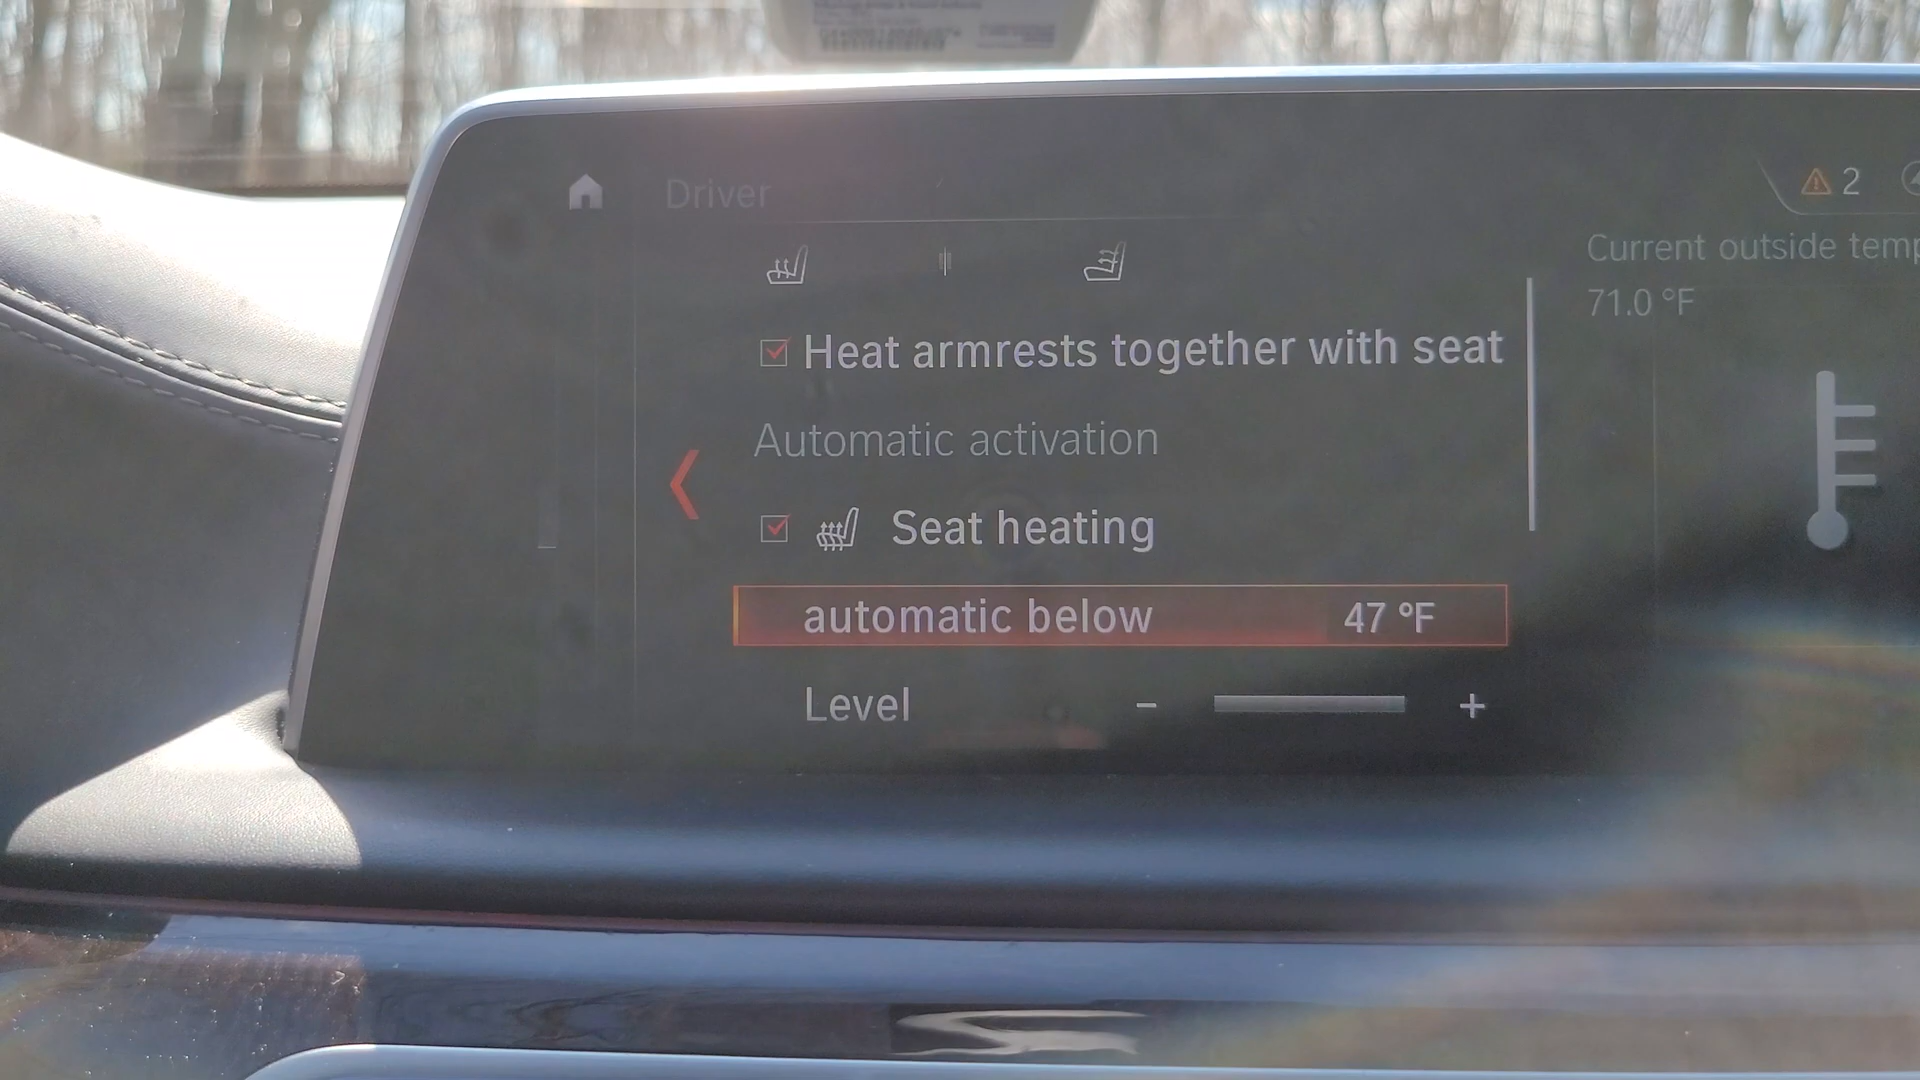 Driver
2
Current outside temp
71.0 °F
Heat armrests together with seat
Automatic activation
Seat heating
automatic below 47 °F
Level - +